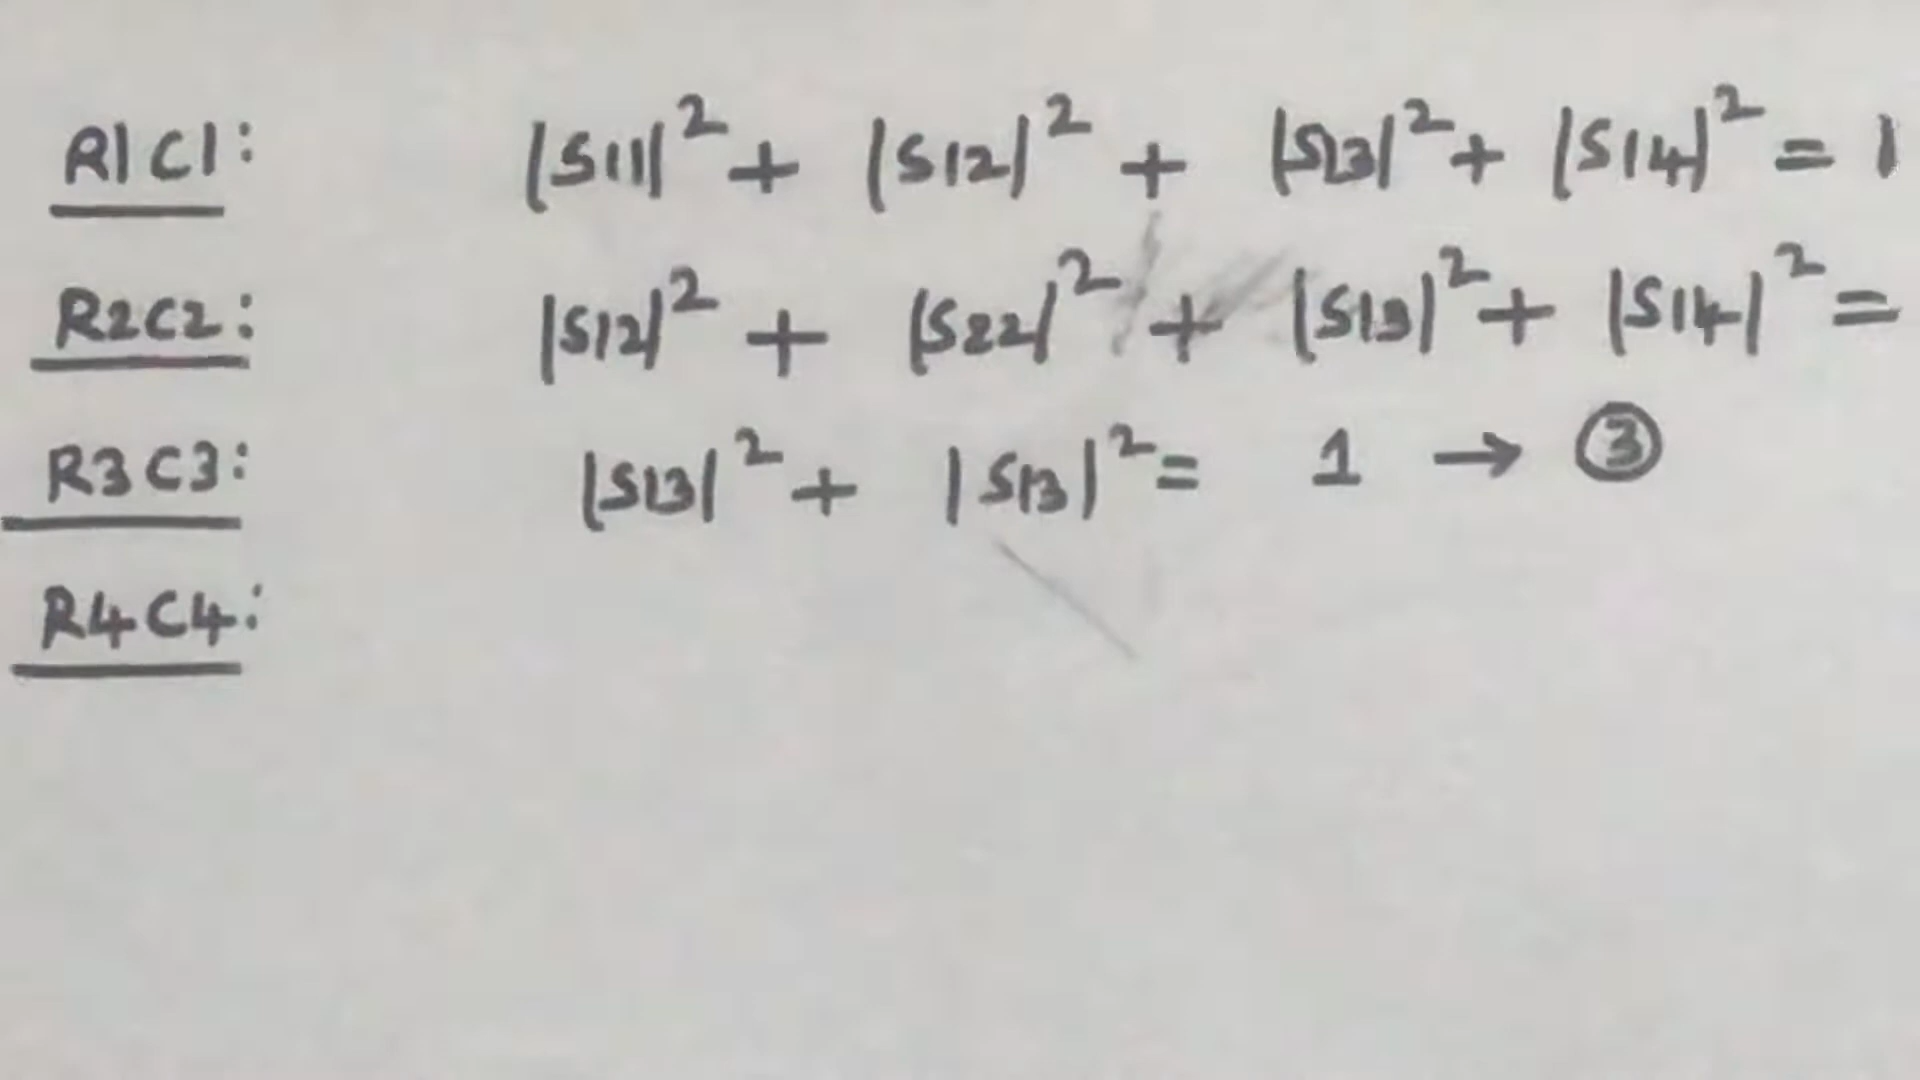 R1C1: |S11|² + |S12|² + |S13|² + |S14|² = 1
R2C2: |S12|² + |S22|² + |S13|² + |S14|² =
R3C3: |S13|² + |S13|² = 1 → ③
R4C4: